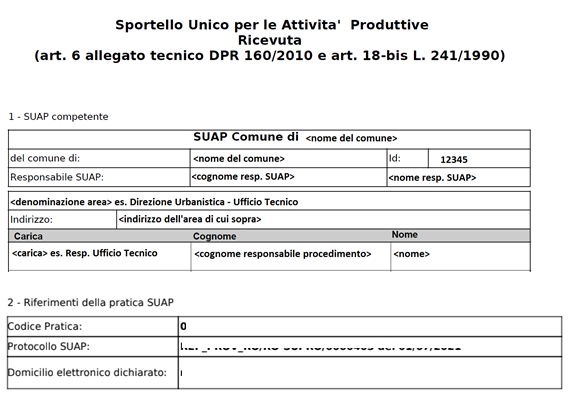 Sportello Unico per le Attivita' Produttive
Ricevuta
(art. 6 allegato tecnico DPR 160/2010 e art. 18-bis L. 241/1990)
1 - SUAP competente
SUAP Comune di <nome del comune>
del comune di: <nome del comune> Id: 12345
Responsabile SUAP: <cognome resp. SUAP> <nome resp. SUAP>
<denominazione area> es. Direzione Urbanistica - Ufficio Tecnico
Indirizzo: <indirizzo dell'area di cui sopra>
Carica Cognome Nome
<carica> es. Resp. Ufficio Tecnico <cognome responsabile procedimento> <nome>
2 - Riferimenti della pratica SUAP
Codice Pratica: 0
Protocollo SUAP:
Domicilio elettronico dichiarato: